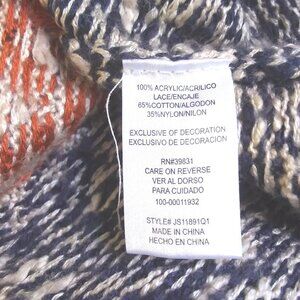 100% ACRYLIC/ACRILICO
LACE/ENCAJE
65%COTTON/ALGODON
35%NYLON/NILON
EXCLUSIVE OF DECORATION
EXCLUSIVO DE DECORACION
RN#39831
CARE ON REVERSE
VER AL DORSO
PARA CUIDADO
100-00011932
STYLE# JS11891Q1
MADE IN CHINA
HECHO EN CHINA